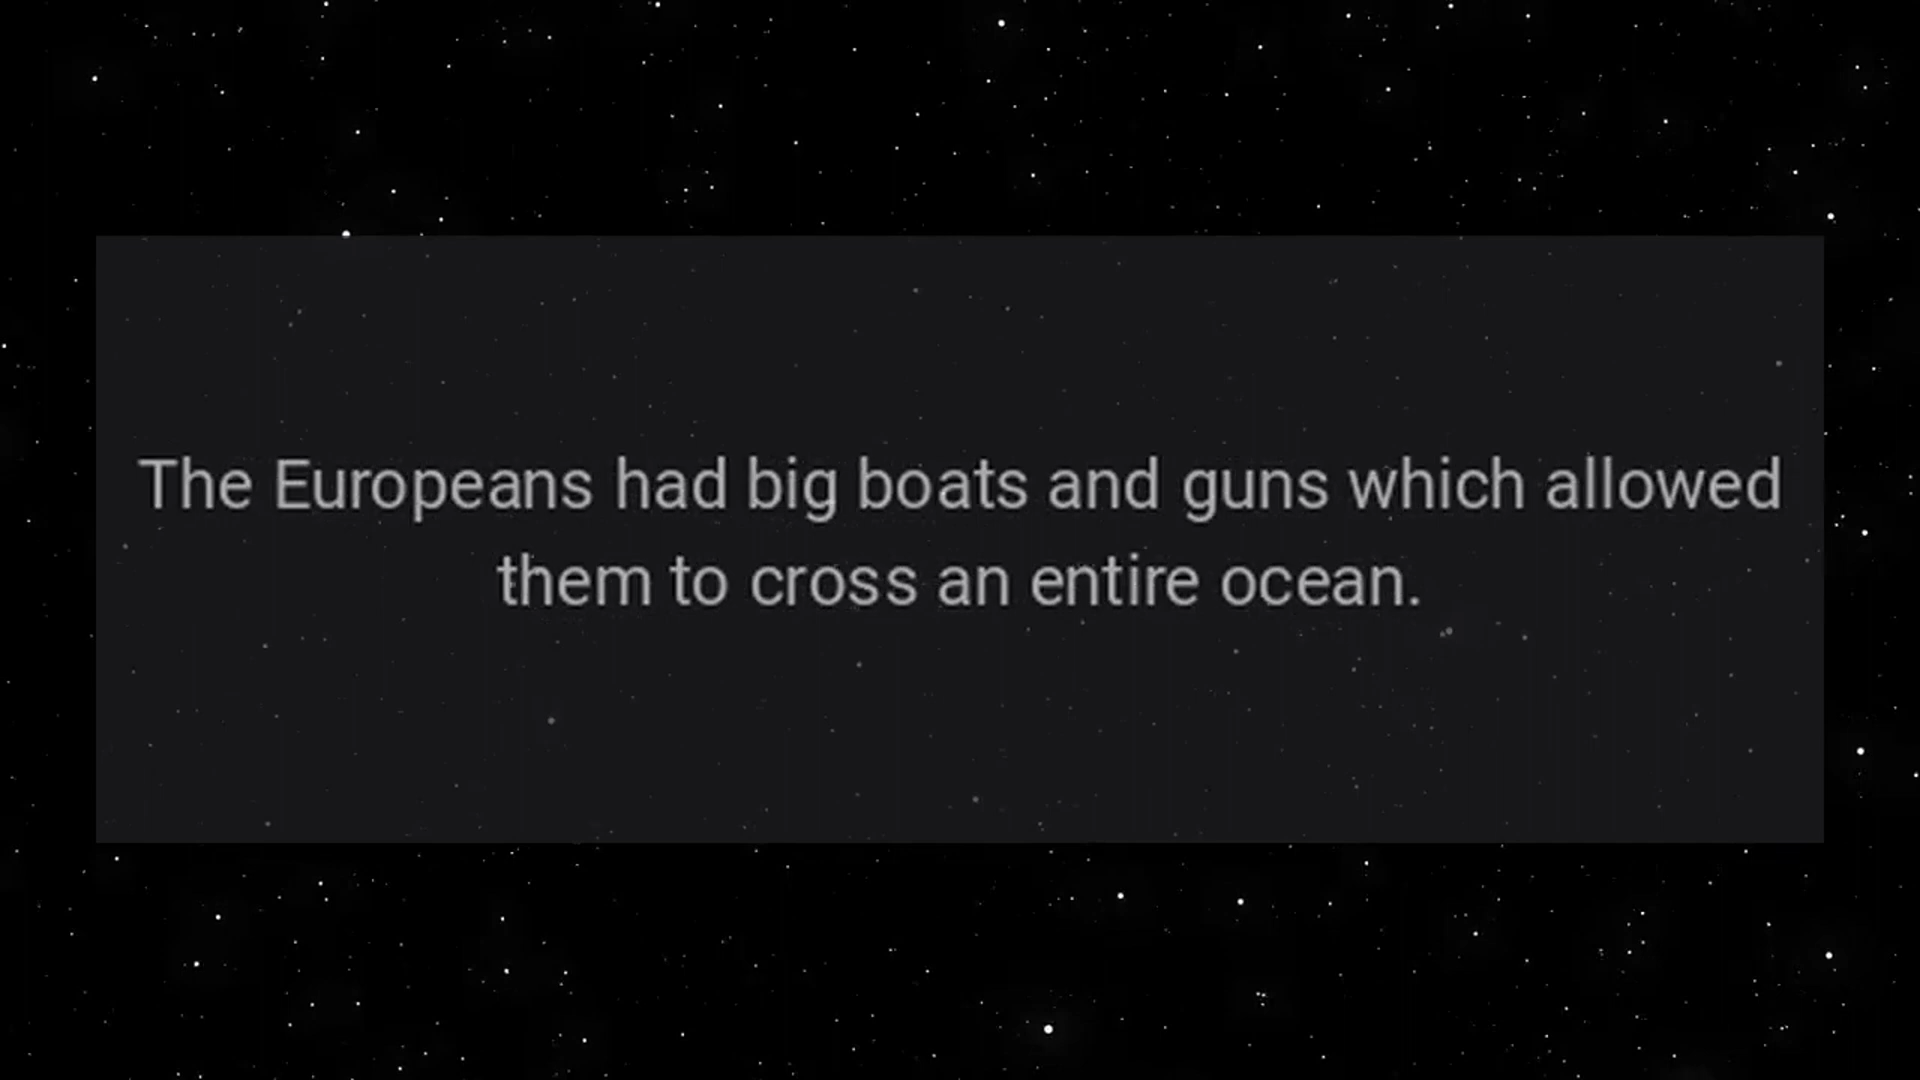 The Europeans had big boats and guns which allowed
them to cross an entire ocean.